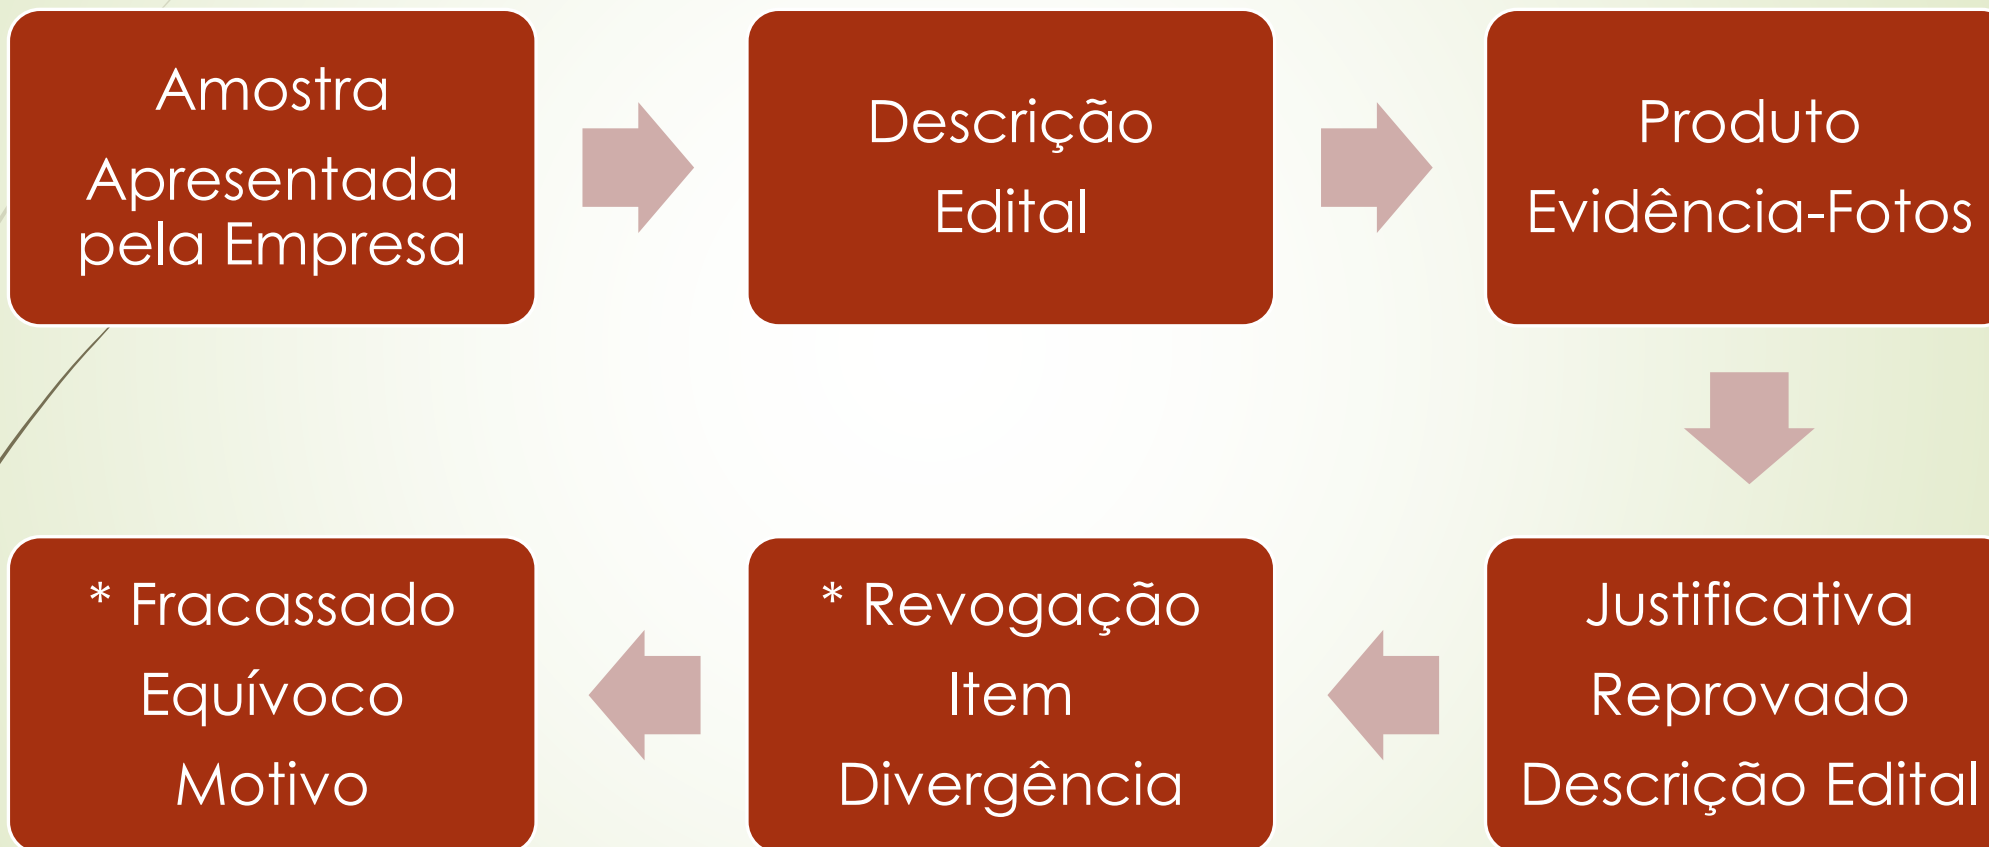 Amostra
Apresentada
pela Empresa
Descrição
Edital
Produto
Evidência-Fotos
Justificativa
Reprovado
Descrição Edital
* Revogação
Item
Divergência
* Fracassado
Equívoco
Motivo